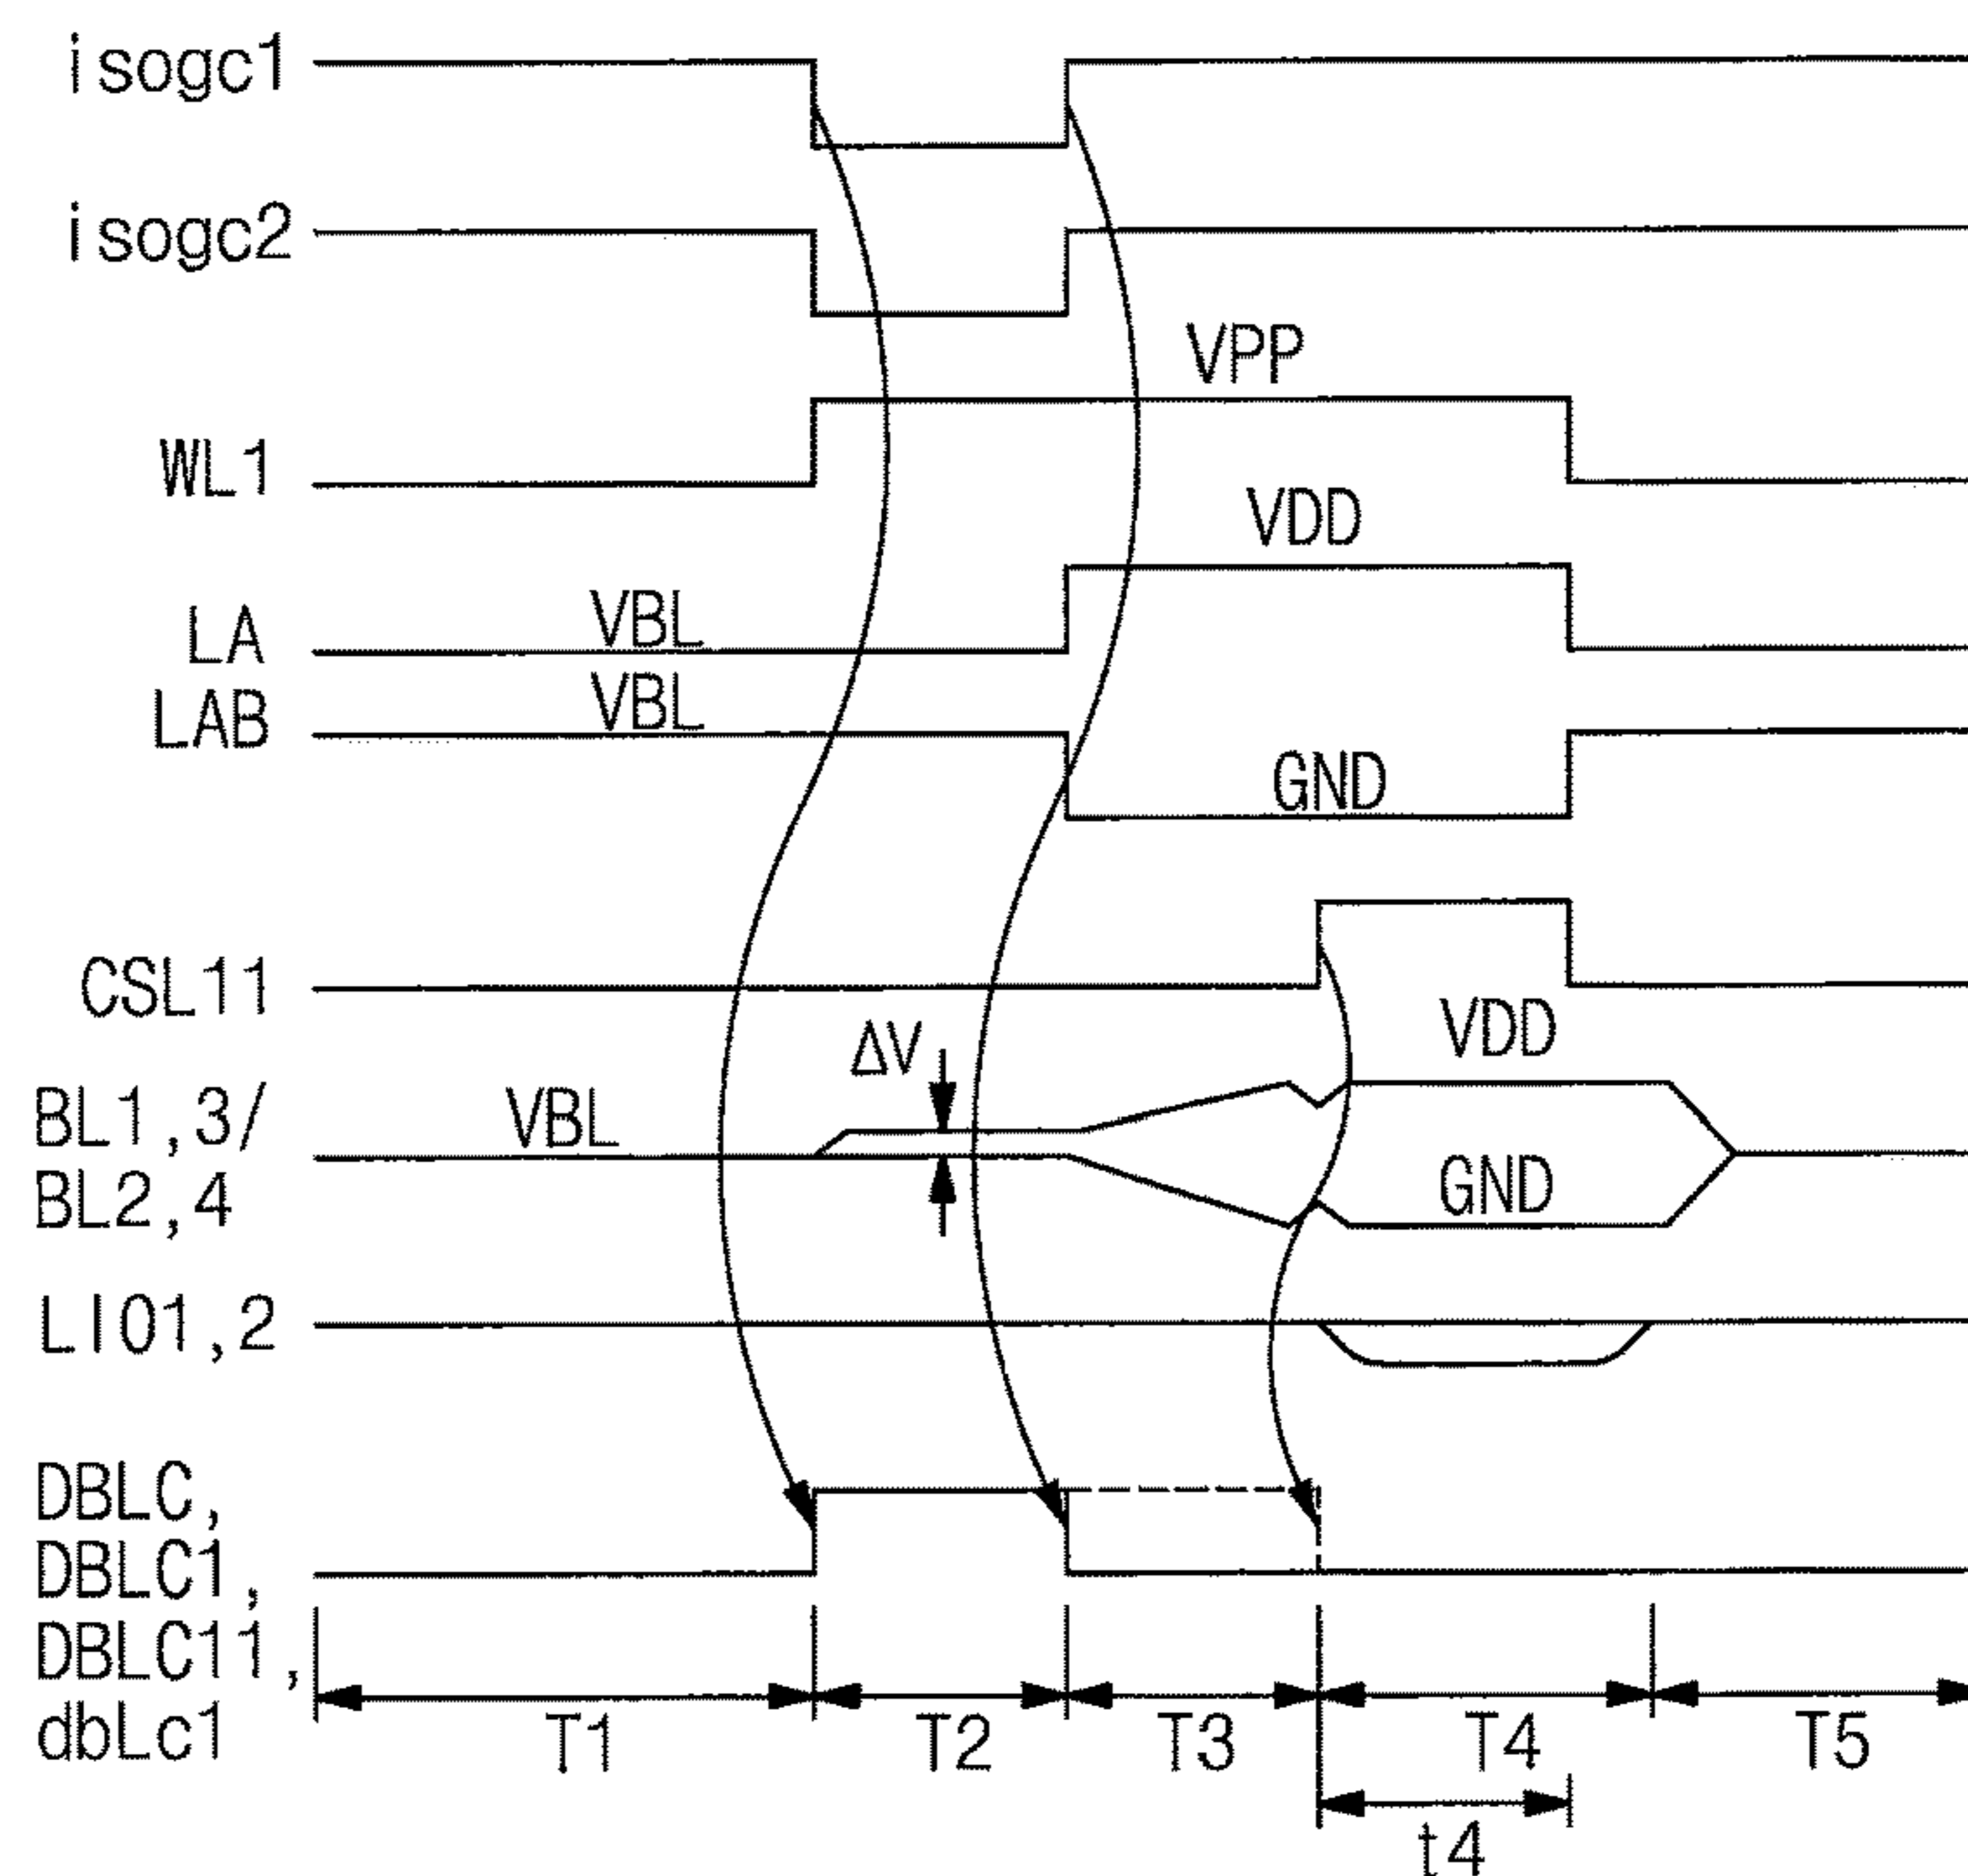 isogc1
isogc2
VPP
WL1
VDD
LA VBL
LAB VBL
GND
CSL11
VDD
ΔV
BL1,3/ VBL
BL2,4 GND
LIO1,2
DBLC,
DBLC1,
DBLC11,
dbLc1 T1 T2 T3 T4 T5
t4